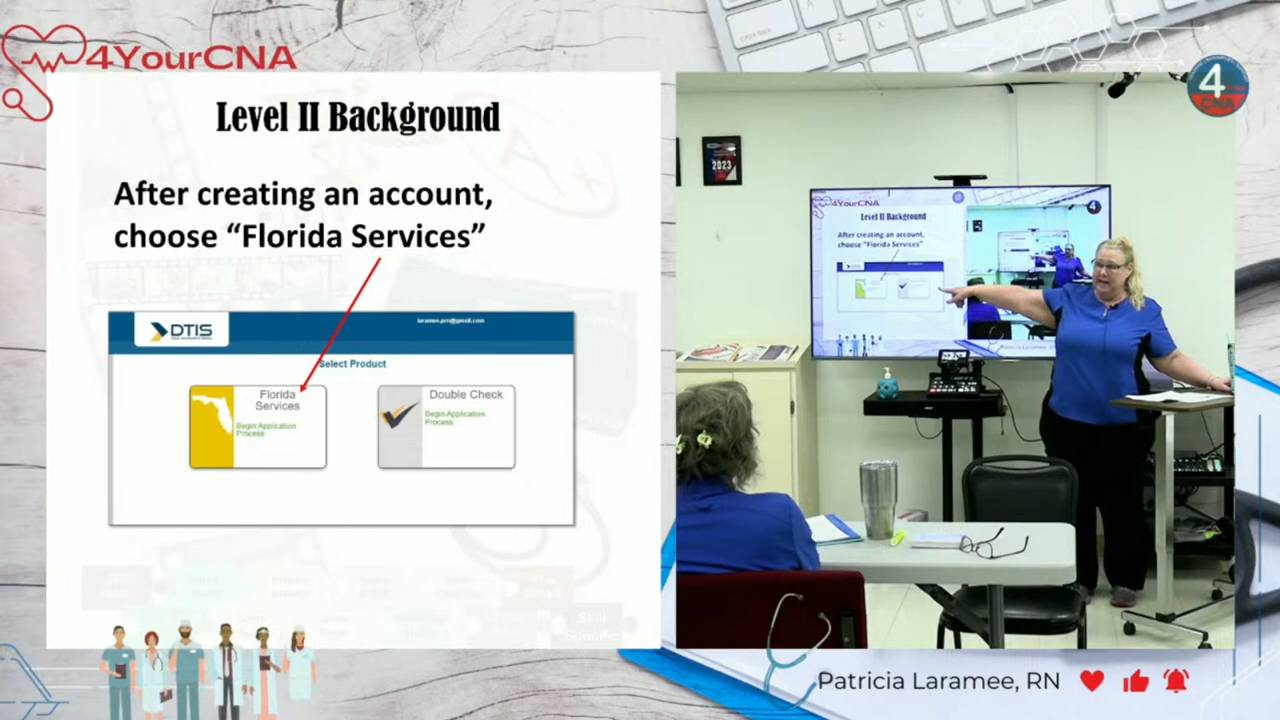 4YourCNA
Level II Background
After creating an account,
choose “Florida Services”
DTIS
Select Product
Florida
Services
Begin Application
Process
Double Check
Begin Application
Process
4
CNA
2023
4YourCNA
Level II Background
After creating an account,
choose “Florida Services”
Patricia Laramee, RN